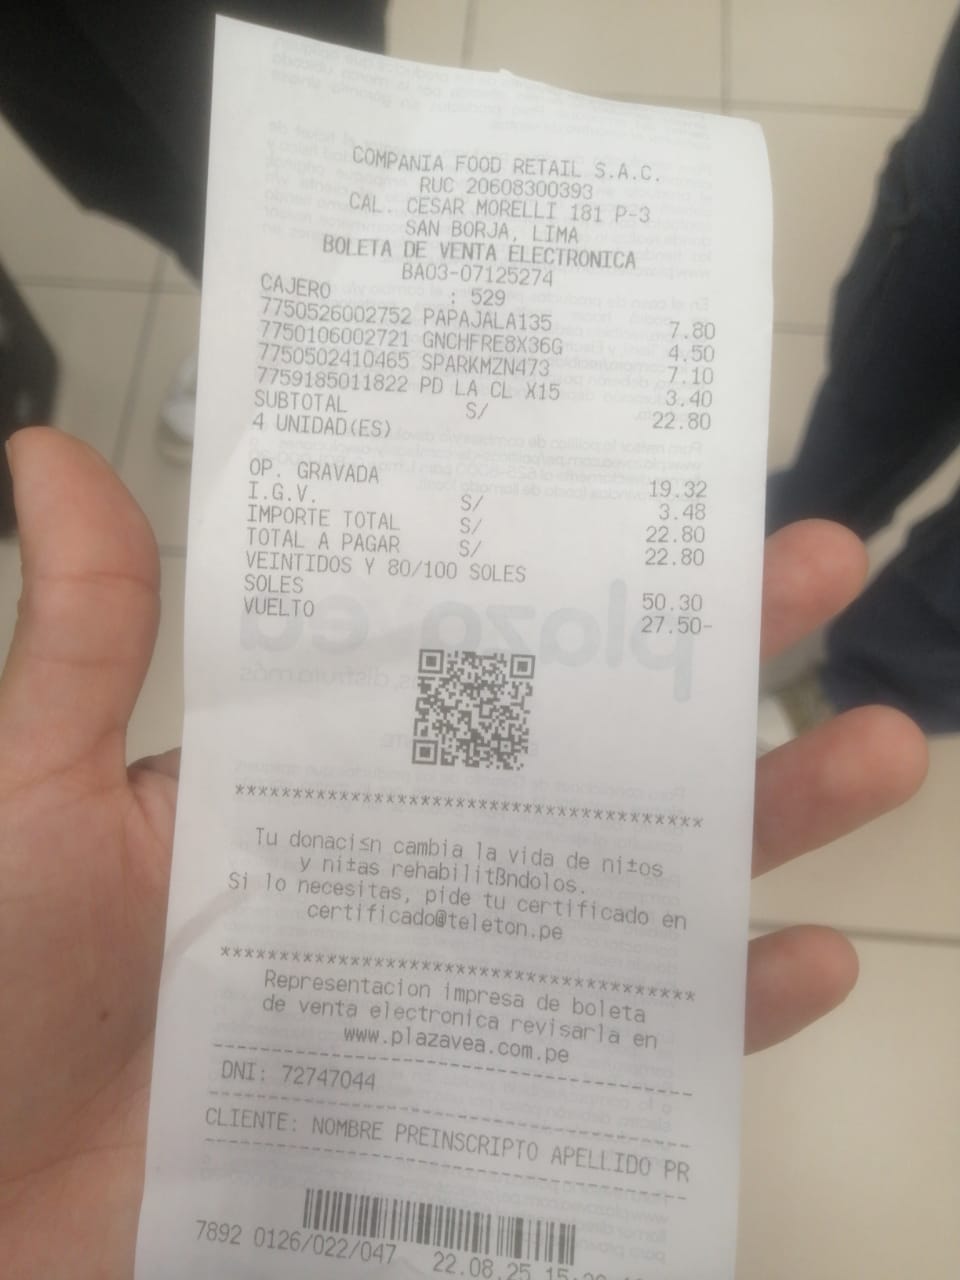 COMPANIA FOOD RETAIL S.A.C.
RUC 20608300393
CAL. CESAR MORELLI 181 P-3
SAN BORJA, LIMA
BOLETA DE VENTA ELECTRONICA
BA03-07125274
CAJERO : 529
7750526002752 PAPAJALA135 7.80
7750106002721 GNCHFRE8X36G 4.50
7750502410465 SPARKMZN473 7.10
7759185011822 PD LA CL X15 3.40
SUBTOTAL S/ 22.80
4 UNIDAD(ES)
OP. GRAVADA 19.32
I.G.V. S/ 3.48
IMPORTE TOTAL S/ 22.80
TOTAL A PAGAR S/ 22.80
VEINTIDOS Y 80/100 SOLES
SOLES 50.30
VUELTO 27.50-
****************************************
Tu donaci≤n cambia la vida de ni±os
y ni±as rehabilitßndolos.
Si lo necesitas, pide tu certificado en
certificado@teleton.pe
****************************************
Representacion impresa de boleta
de venta electronica revisarla en
www.plazavea.com.pe
----------------------------------------
DNI: 72747044
----------------------------------------
CLIENTE: NOMBRE PREINSCRIPTO APELLIDO PR
----------------------------------------
7892 0126/022/047 22.08.25